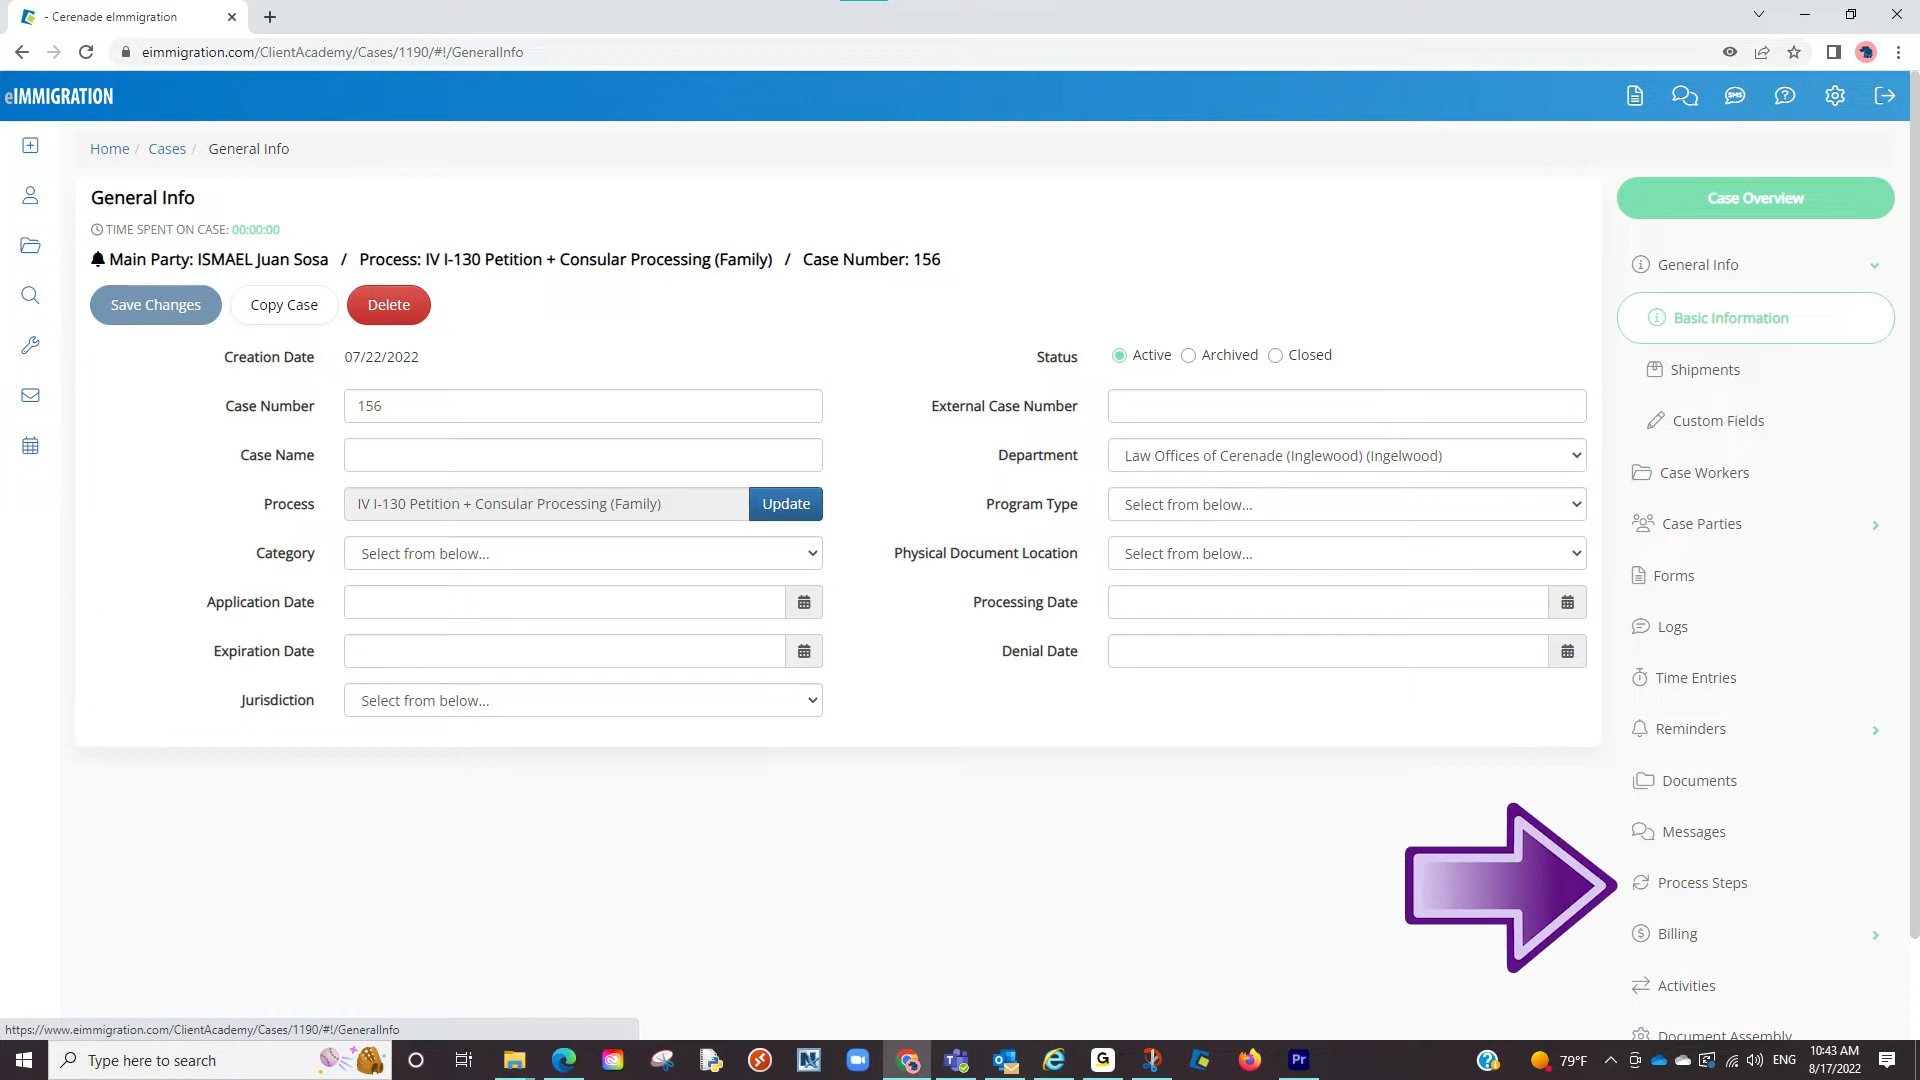 - Cerenade eImmigration
eimmigration.com/ClientAcademy/Cases/1190/#!/GeneralInfo
eIMMIGRATION
SMS
Home / Cases / General Info
General Info
TIME SPENT ON CASE: 00:00:00
Main Party: ISMAEL Juan Sosa / Process: IV I-130 Petition + Consular Processing (Family) / Case Number: 156
Save Changes
Copy Case
Delete
Creation Date 07/22/2022
Status Active Archived Closed
Case Number 156
External Case Number
Case Name
Department Law Offices of Cerenade (Inglewood) (Ingelwood)
Process IV I-130 Petition + Consular Processing (Family) Update
Program Type Select from below...
Category Select from below...
Physical Document Location Select from below...
Application Date
Processing Date
Expiration Date
Denial Date
Jurisdiction Select from below...
Case Overview
General Info
Basic Information
Shipments
Custom Fields
Case Workers
Case Parties
Forms
Logs
Time Entries
Reminders
Documents
Messages
Process Steps
Billing
Activities
Document Assembly
https://www.eimmigration.com/ClientAcademy/Cases/1190/#!/GeneralInfo
Type here to search
G
Pr
79°F
ENG
10:43 AM
8/17/2022